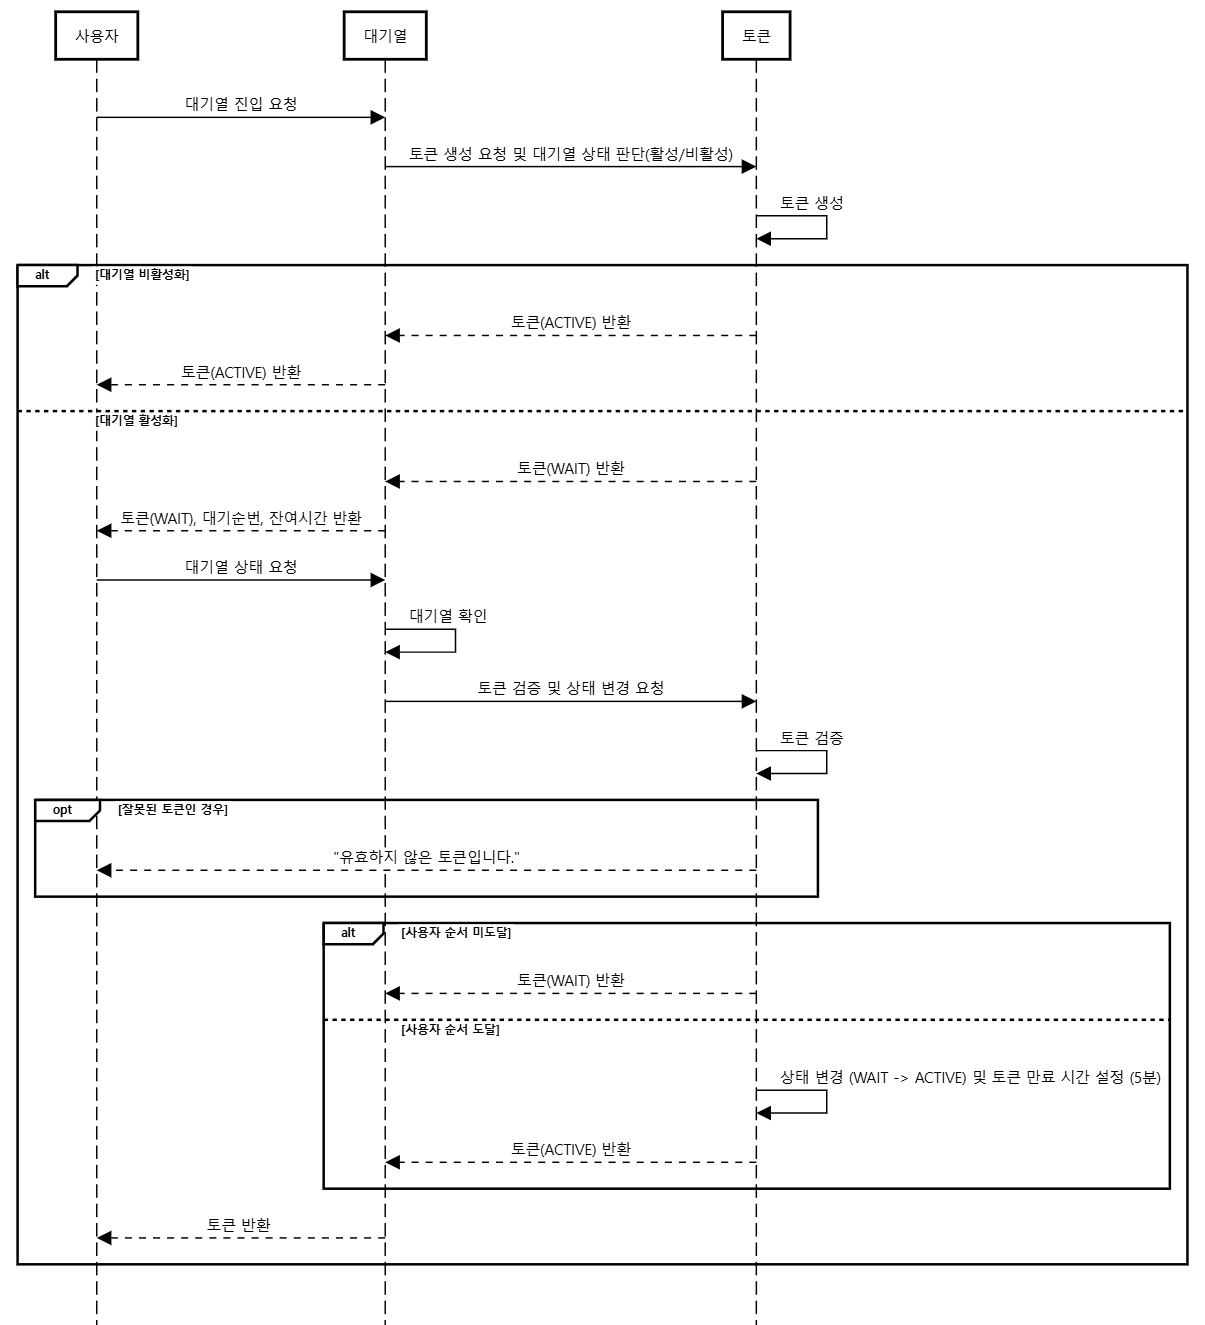 사용자
대기열
토큰
대기열 진입 요청
토큰 생성 요청 및 대기열 상태 판단(활성/비활성)
토큰 생성
alt
[대기열 비활성화]
토큰(ACTIVE) 반환
토큰(ACTIVE) 반환
[대기열 활성화]
토큰(WAIT) 반환
토큰(WAIT), 대기순번, 잔여시간 반환
대기열 상태 요청
대기열 확인
토큰 검증 및 상태 변경 요청
토큰 검증
opt
[잘못된 토큰인 경우]
"유효하지 않은 토큰입니다."
alt
[사용자 순서 미도달]
토큰(WAIT) 반환
[사용자 순서 도달]
상태 변경 (WAIT -> ACTIVE) 및 토큰 만료 시간 설정 (5분)
토큰(ACTIVE) 반환
토큰 반환